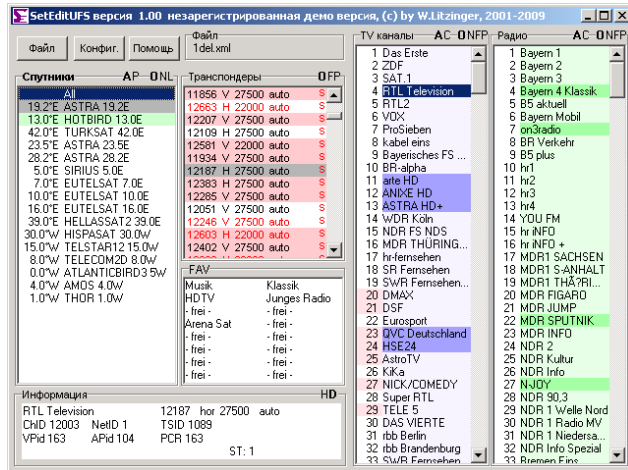 SetEditUFS версия 1.00 незарегистрированная демо версия, (c) by W.Litzinger, 2001-2009
Файл
Конфиг.
Помощь
Файл
1del.xml
Спутники A P O N L
All
19.2°E ASTRA 19.2E
13.0°E HOTBIRD 13.0E
42.0°E TURKSAT 42.0E
23.5°E ASTRA 23.5E
28.2°E ASTRA 28.2E
5.0°E SIRIUS 5.0E
7.0°E EUTELSAT 7.0E
10.0°E EUTELSAT 10.0E
16.0°E EUTELSAT 16.0E
39.0°E HELLASSAT2 39.0E
30.0°W HISPASAT 30.0W
15.0°W TELSTAR12 15.0W
8.0°W TELECOM2D 8.0W
0.0°W ATLANTICBIRD3 5W
4.0°W AMOS 4.0W
1.0°W THOR 1.0W
Транспондеры O F P
11856 V 27500 auto S
12663 H 22000 auto S
12207 V 27500 auto S
12109 H 27500 auto S
12581 V 22000 auto S
11934 V 27500 auto S
12187 H 27500 auto S
12383 H 27500 auto S
12285 V 27500 auto S
12051 V 27500 auto S
12246 V 27500 auto S
12603 H 22000 auto S
12402 V 27500 auto S
FAV
Musik Klassik
HDTV Junges Radio
- frei - - frei -
Arena Sat - frei -
- frei - - frei -
- frei - - frei -
- frei - - frei -
Информация HD
RTL Television 12187 hor 27500 auto
ChID 12003 NetID 1 TSID 1089
VPid 163 APid 104 PCR 163
ST: 1
TV каналы A C O N F P
1 Das Erste
2 ZDF
3 SAT.1
4 RTL Television
5 RTL2
6 VOX
7 ProSieben
8 kabel eins
9 Bayerisches FS ...
10 BR-alpha
11 arte HD
12 ANIXE HD
13 ASTRA HD+
14 WDR Köln
15 NDR FS NDS
16 MDR THÜRING...
17 hr-fernsehen
18 SR Fernsehen
19 SWR Fernsehen...
20 DMAX
21 DSF
22 Eurosport
23 QVC Deutschland
24 HSE24
25 AstroTV
26 KiKa
27 NICK/COMEDY
28 Super RTL
29 TELE 5
30 DAS VIERTE
31 rbb Berlin
32 rbb Brandenburg
33 SWR Fernsehen
Радио A C O N F P
1 Bayern 1
2 Bayern 2
3 Bayern 3
4 Bayern 4 Klassik
5 B5 aktuell
6 Bayern Mobil
7 on3radio
8 BR Verkehr
9 B5 plus
10 hr1
11 hr2
12 hr3
13 hr4
14 YOU FM
15 hr iNFO
16 hr iNFO +
17 MDR1 SACHSEN
18 MDR1 S-ANHALT
19 MDR1 THÃ?RI...
20 MDR FIGARO
21 MDR JUMP
22 MDR SPUTNIK
23 MDR INFO
24 NDR 2
25 NDR Kultur
26 NDR Info
27 N-JOY
28 NDR 90,3
29 NDR 1 Welle Nord
30 NDR 1 Radio MV
31 NDR 1 Niedersa...
32 NDR Info Spezial
33 Bremen Eins